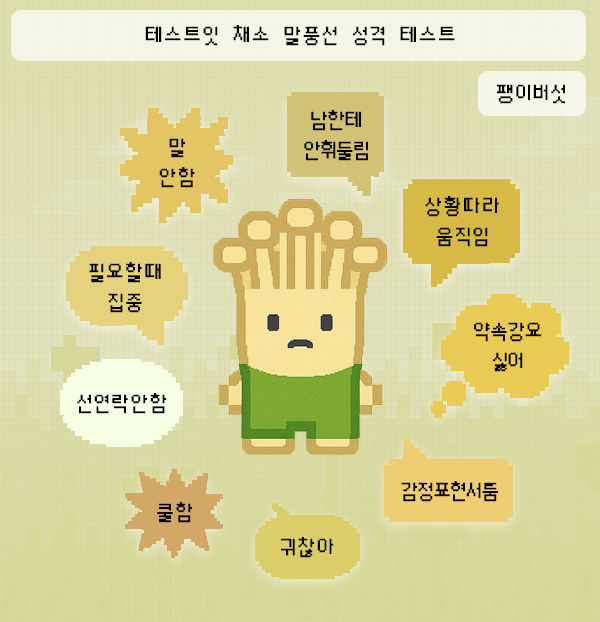 테스트잇 채소 말풍선 성격 테스트
팽이버섯
말
안함
남한테
안휘둘림
상황따라
움직임
필요할때
집중
약속강요
싫어
선연락안함
감정표현서툼
쿨함
귀찮아